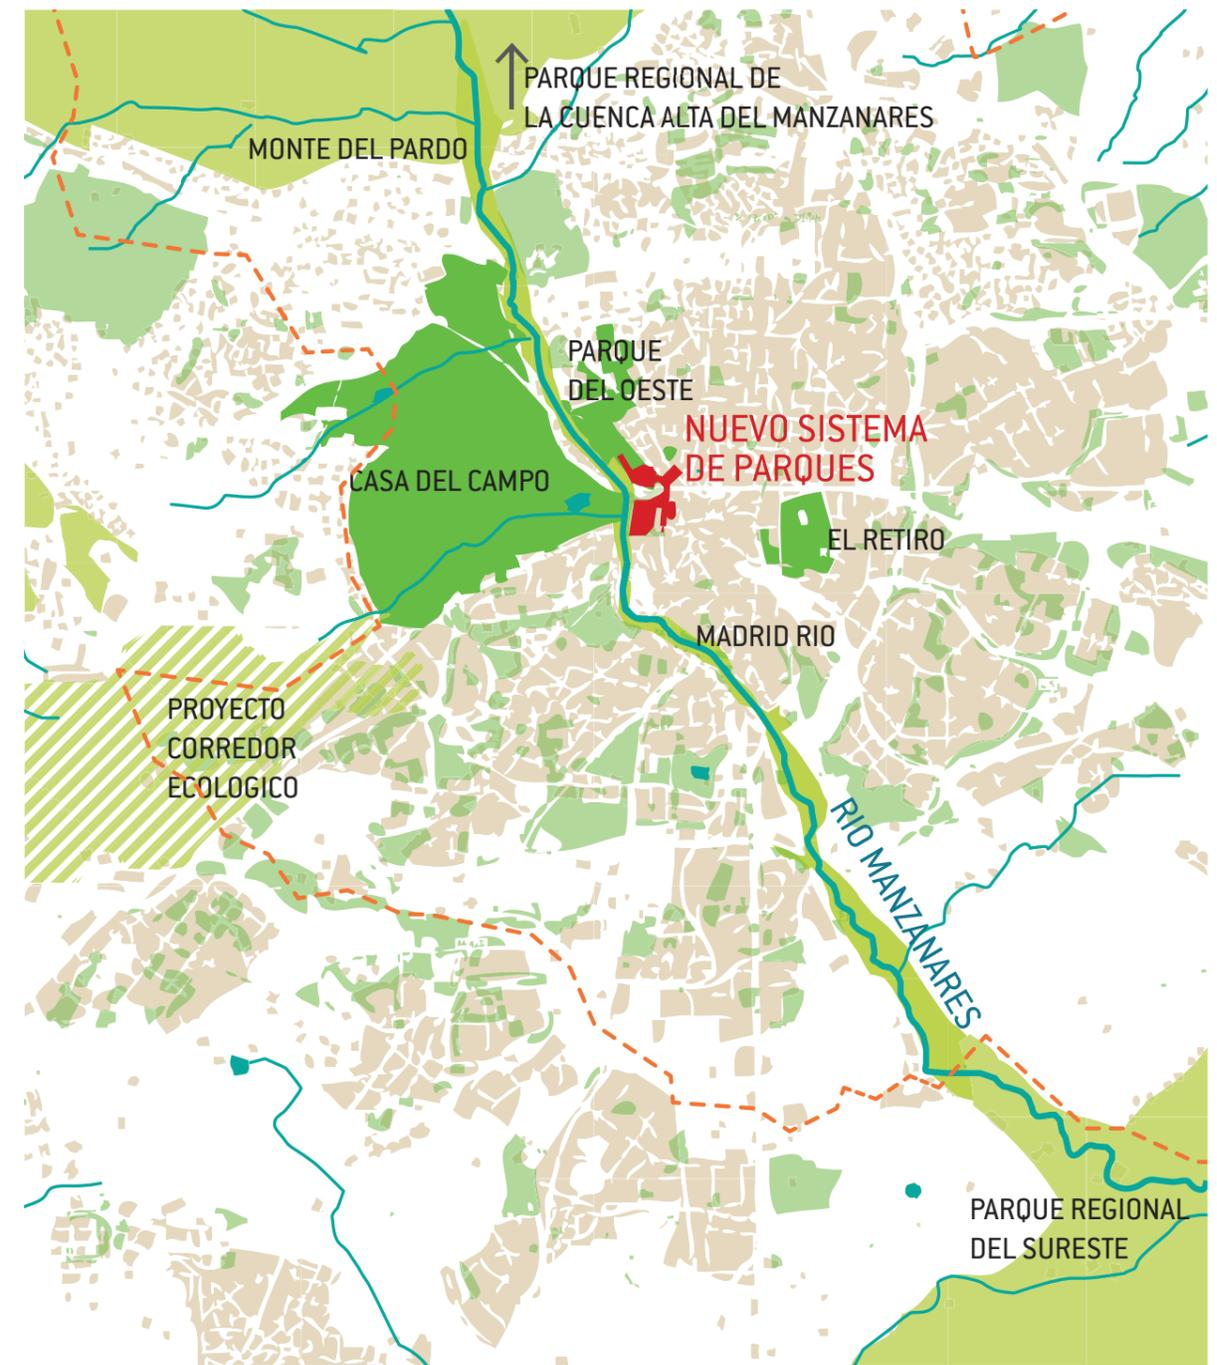 PARQUE REGIONAL DE
LA CUENCA ALTA DEL MANZANARES
MONTE DEL PARDO
PARQUE
DEL OESTE
NUEVO SISTEMA
DE PARQUES
CASA DEL CAMPO
EL RETIRO
MADRID RIO
PROYECTO
CORREDOR
ECOLOGICO
RIO MANZANARES
PARQUE REGIONAL
DEL SURESTE